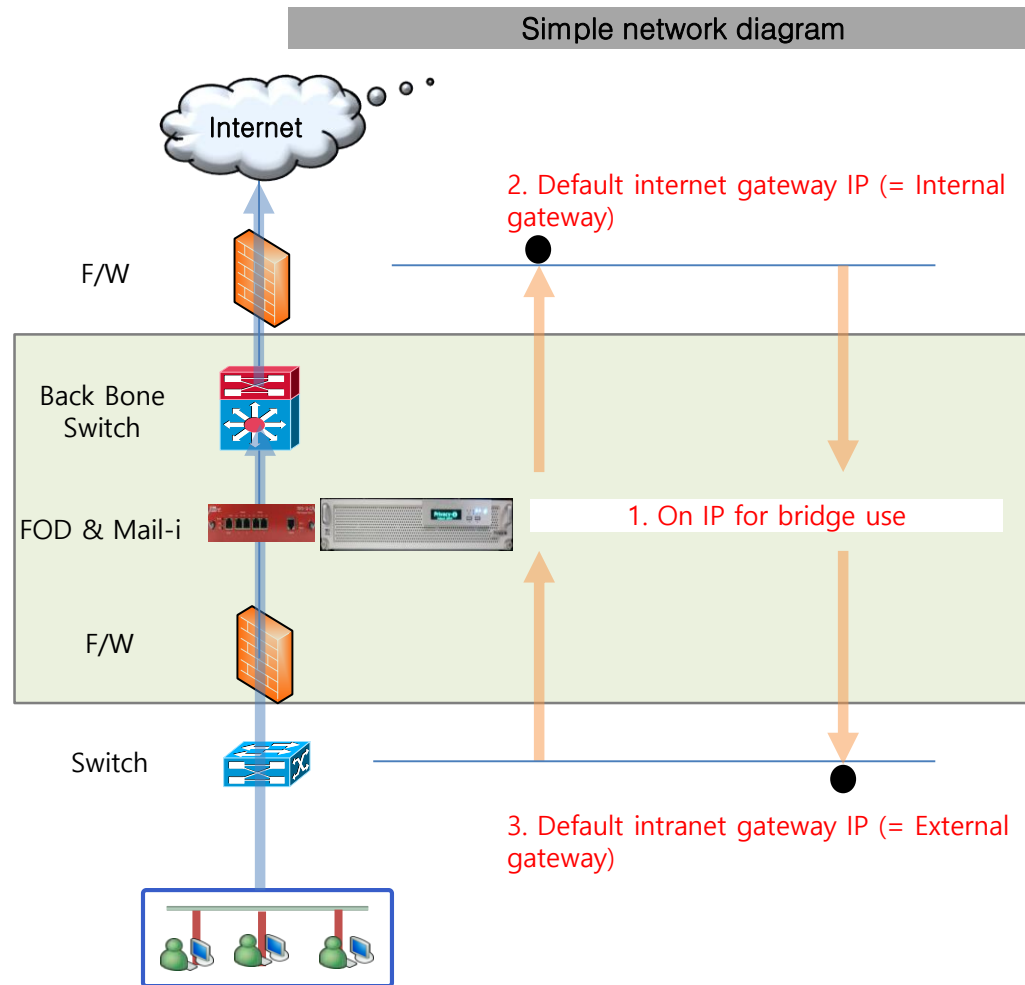 Simple network diagram
Internet
2. Default internet gateway IP (= Internal
gateway)
F/W
Back Bone
Switch
FOD & Mail-i
1. On IP for bridge use
F/W
Switch
3. Default intranet gateway IP (= External
gateway)